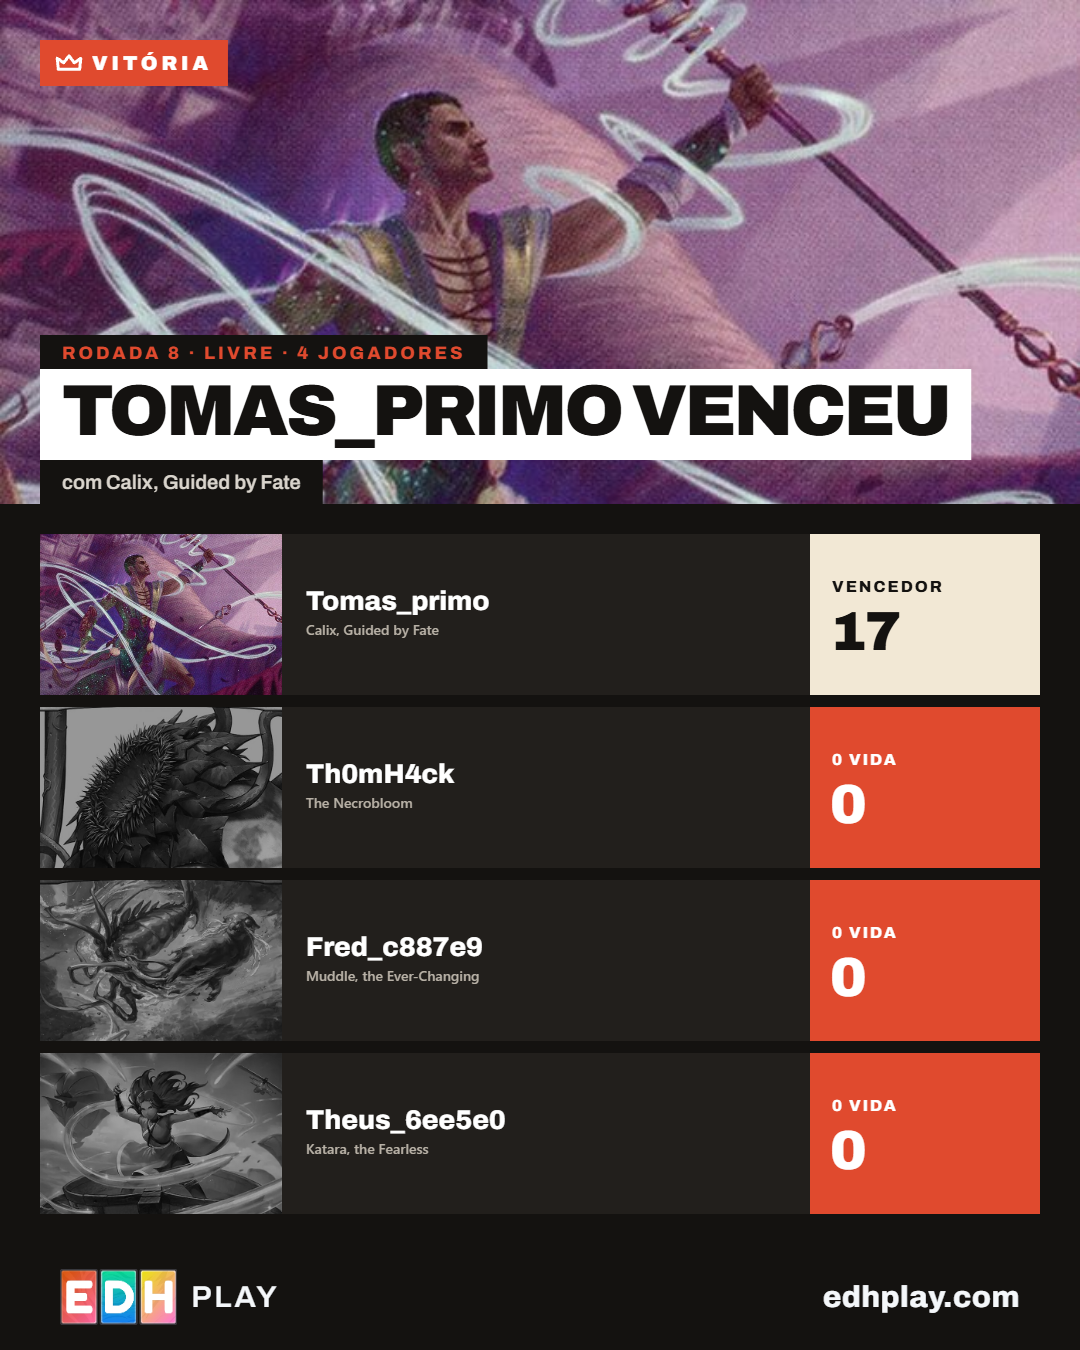 VITÓRIA
RODADA 8 · LIVRE · 4 JOGADORES
TOMAS_PRIMO VENCEU
com Calix, Guided by Fate
Tomas_primo
Calix, Guided by Fate
VENCEDOR
17
Th0mH4ck
The Necrobloom
0 VIDA
0
Fred_c887e9
Muddle, the Ever-Changing
0 VIDA
0
Theus_6ee5e0
Katara, the Fearless
0 VIDA
0
EDH PLAY
edhplay.com